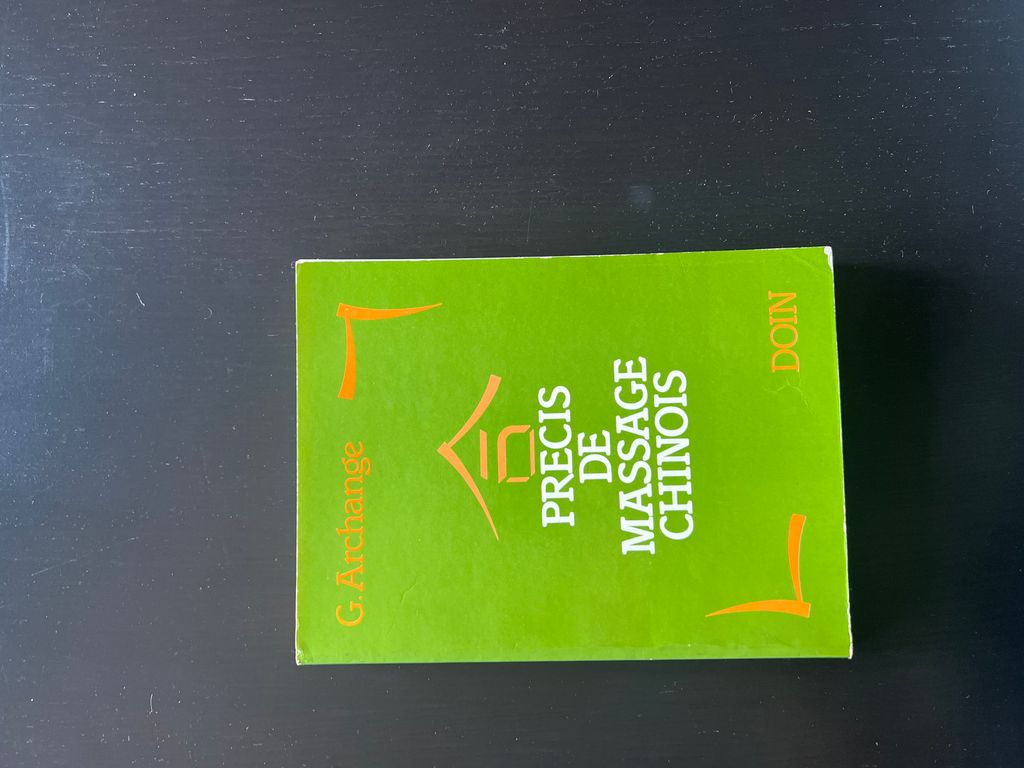 G. Archange
PRECIS
DE
MASSAGE
CHINOIS
DOIN